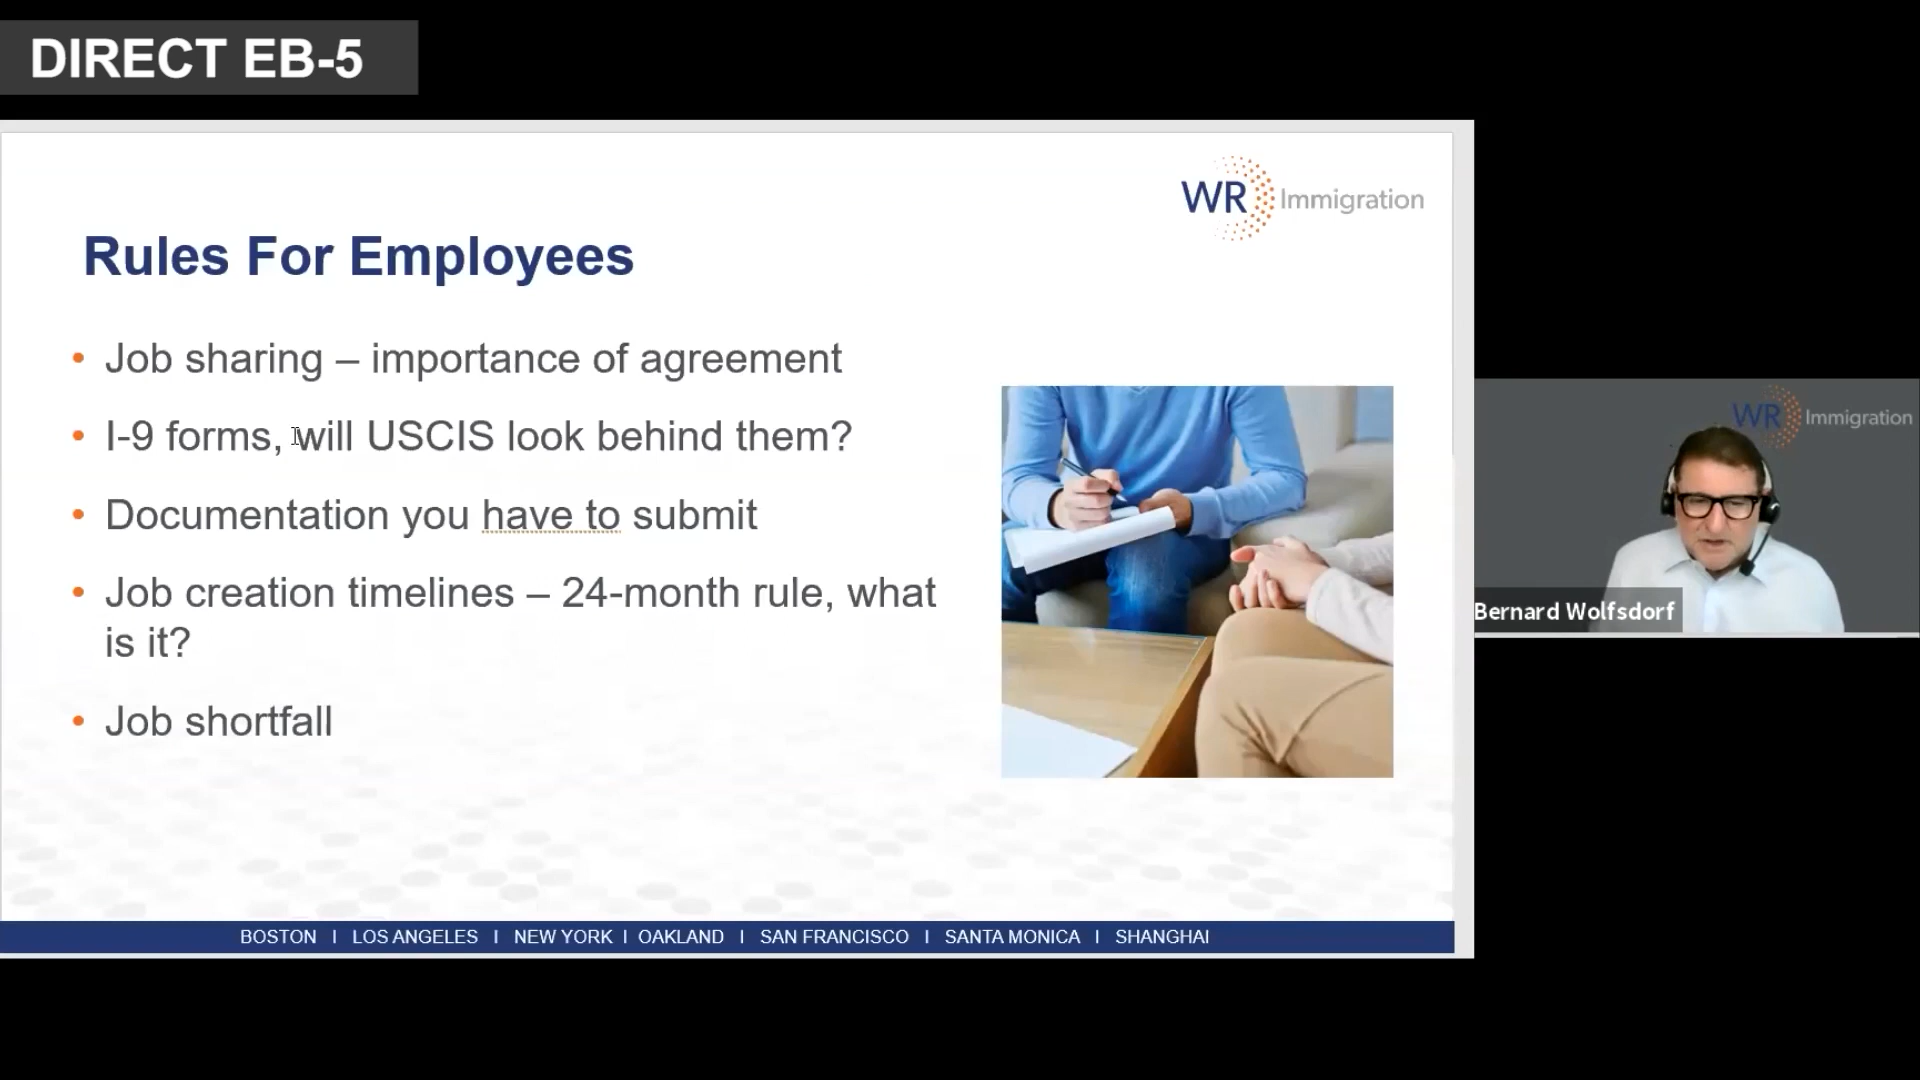 DIRECT EB-5
WR Immigration
Rules For Employees
• Job sharing – importance of agreement
• I-9 forms, will USCIS look behind them?
• Documentation you have to submit
• Job creation timelines – 24-month rule, what
is it?
• Job shortfall
WR Immigration
Bernard Wolfsdorf
BOSTON I LOS ANGELES I NEW YORK I OAKLAND I SAN FRANCISCO I SANTA MONICA I SHANGHAI